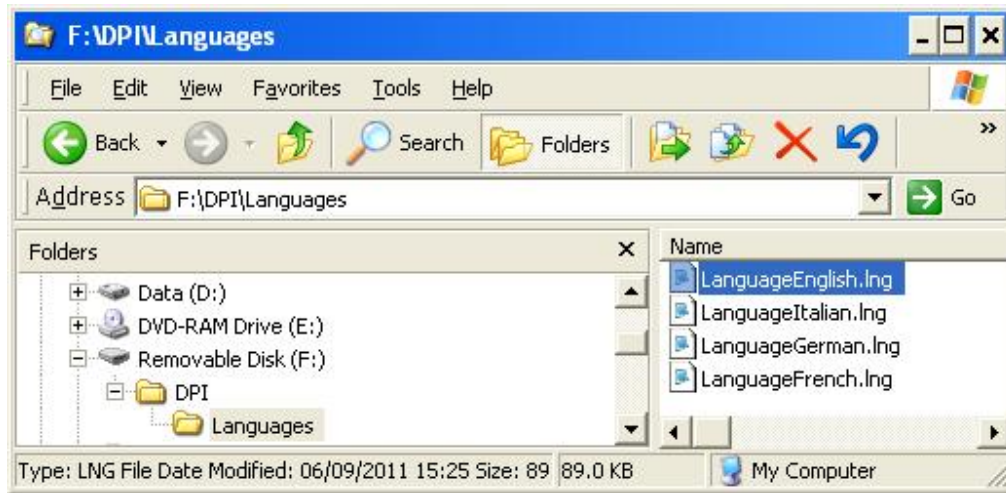 F:\DPI\Languages
File Edit View Favorites Tools Help
Back Search Folders »
Address F:\DPI\Languages Go
Folders
Data (D:)
DVD-RAM Drive (E:)
Removable Disk (F:)
DPI
Languages
Name
LanguageEnglish.lng
LanguageItalian.lng
LanguageGerman.lng
LanguageFrench.lng
Type: LNG File Date Modified: 06/09/2011 15:25 Size: 89 89.0 KB My Computer